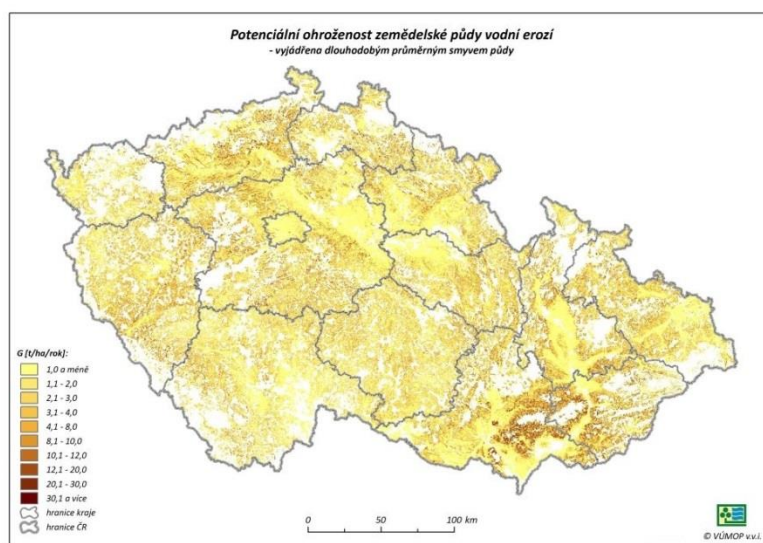 Potenciální ohroženost zemědelské půdy vodní erozí
- vyjádřena dlouhodobým průměrným smyvem půdy
G [t/ha/rok]:
1,0 a méně
1,1 - 2,0
2,1 - 3,0
3,1 - 4,0
4,1 - 8,0
8,1 - 10,0
10,1 - 12,0
12,1 - 20,0
20,1 - 30,0
30,1 a více
hranice kraje
hranice ČR
0 50 100 km
© VÚMOP v.v.i.